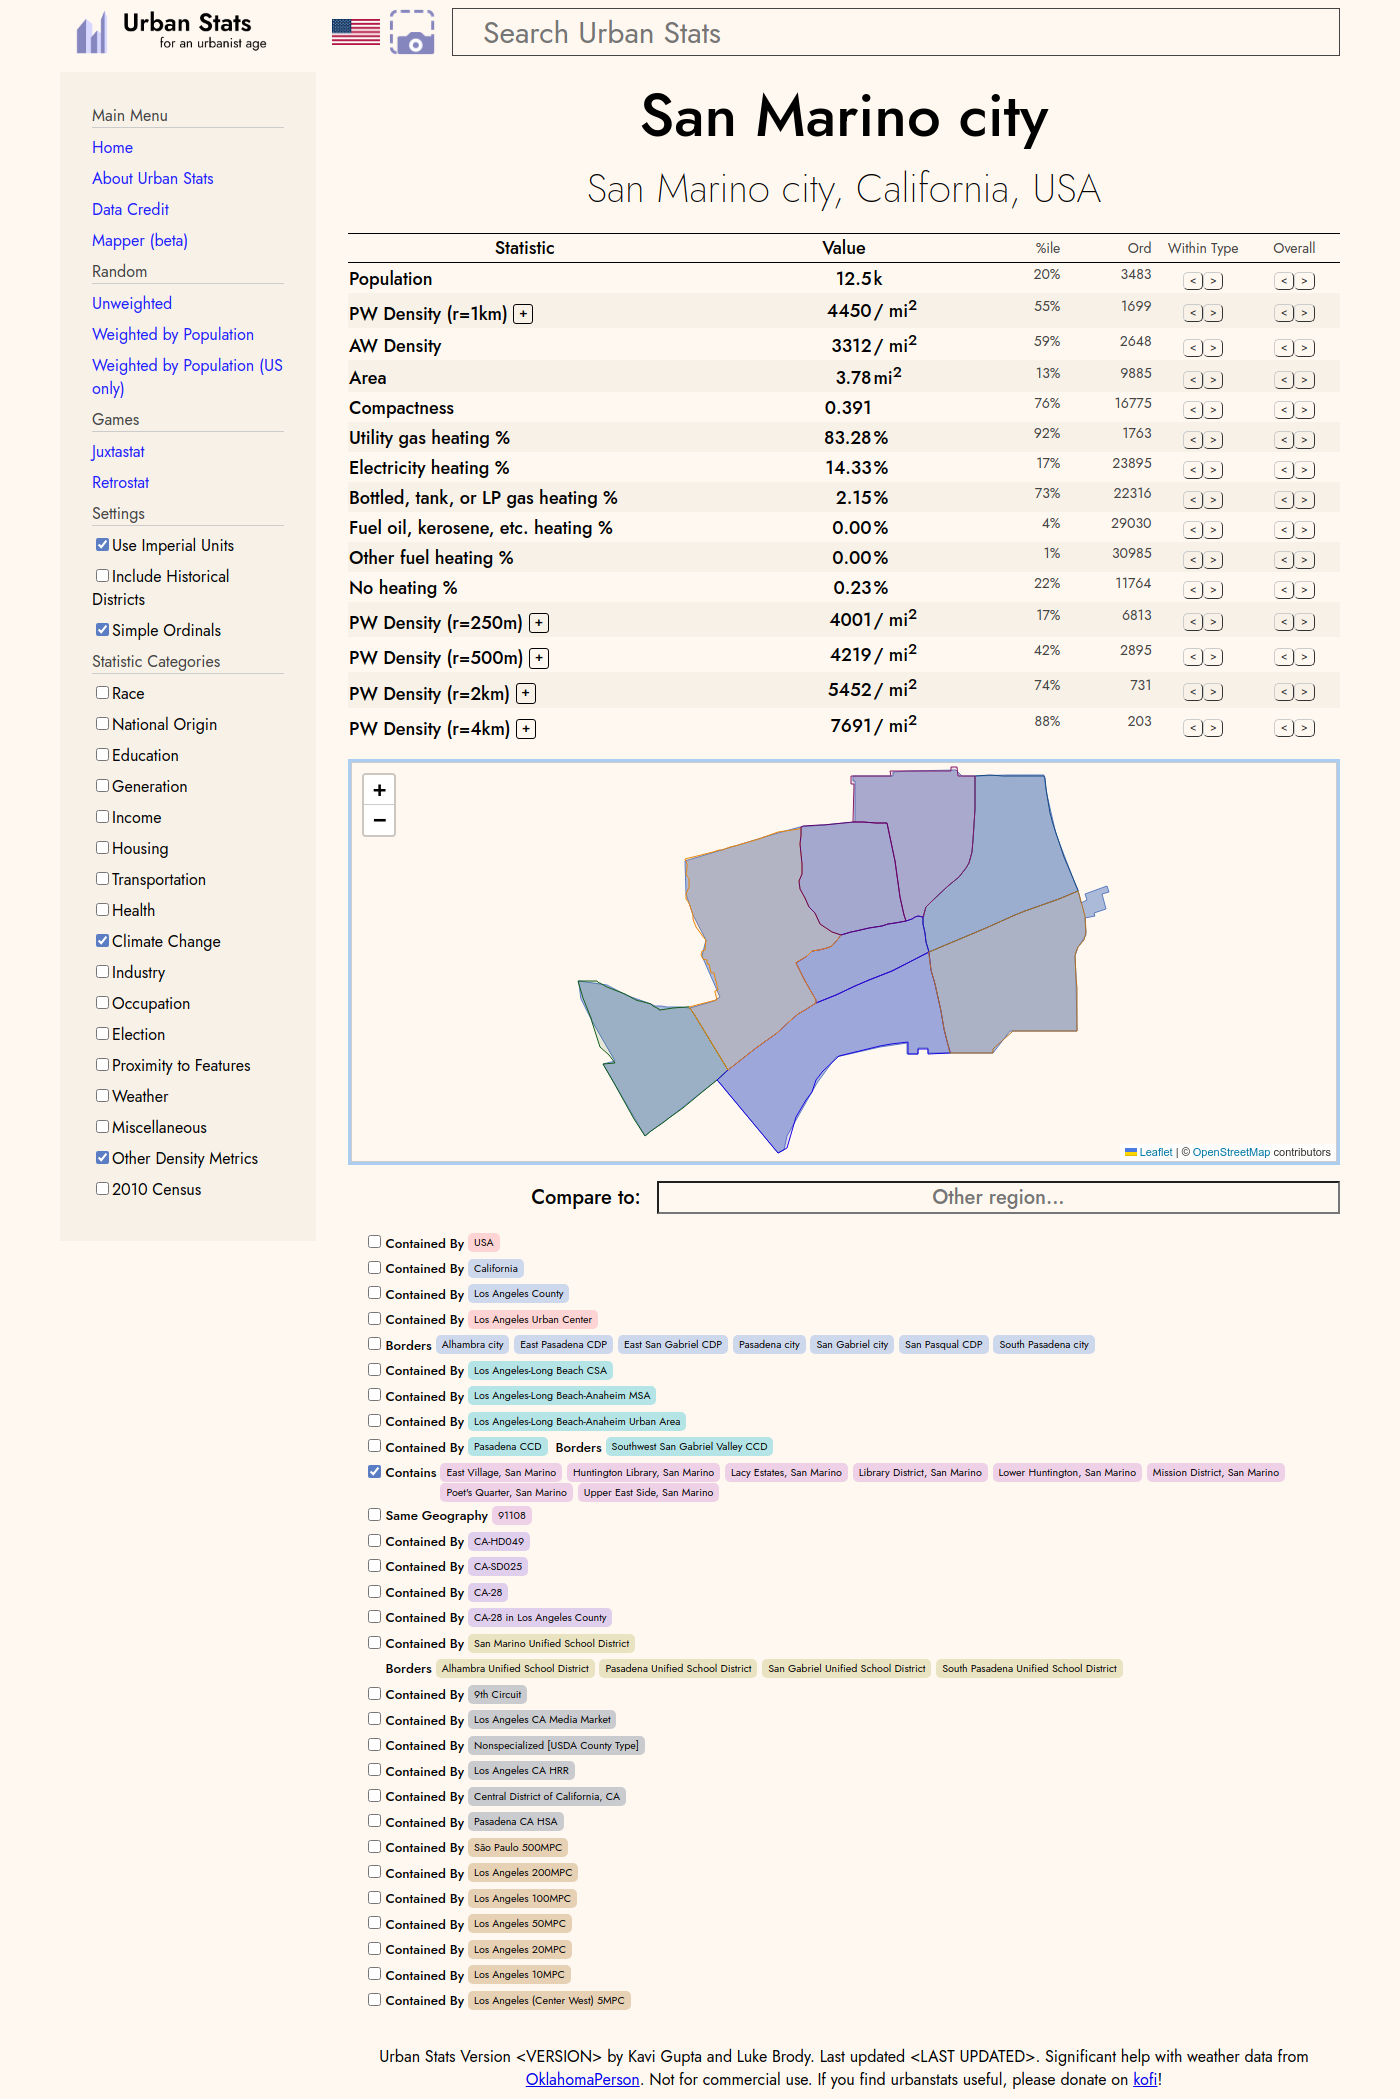 Urban Stats
for an urbanist age
Search Urban Stats
Main Menu
Home
About Urban Stats
Data Credit
Mapper (beta)
Random
Unweighted
Weighted by Population
Weighted by Population (US
only)
Games
Juxtastat
Retrostat
Settings
Use Imperial Units
Include Historical
Districts
Simple Ordinals
Statistic Categories
Race
National Origin
Education
Generation
Income
Housing
Transportation
Health
Climate Change
Industry
Occupation
Election
Proximity to Features
Weather
Miscellaneous
Other Density Metrics
2010 Census
San Marino city
San Marino city, California, USA
Statistic Value %ile Ord Within Type Overall
Population 12.5k 20% 3483 < > < >
PW Density (r=1km) + 4450/ mi² 55% 1699 < > < >
AW Density 3312/ mi² 59% 2648 < > < >
Area 3.78mi² 13% 9885 < > < >
Compactness 0.391 76% 16775 < > < >
Utility gas heating % 83.28% 92% 1763 < > < >
Electricity heating % 14.33% 17% 23895 < > < >
Bottled, tank, or LP gas heating % 2.15% 73% 22316 < > < >
Fuel oil, kerosene, etc. heating % 0.00% 4% 29030 < > < >
Other fuel heating % 0.00% 1% 30985 < > < >
No heating % 0.23% 22% 11764 < > < >
PW Density (r=250m) + 4001/ mi² 17% 6813 < > < >
PW Density (r=500m) + 4219/ mi² 42% 2895 < > < >
PW Density (r=2km) + 5452/ mi² 74% 731 < > < >
PW Density (r=4km) + 7691/ mi² 88% 203 < > < >
+
−
Leaflet | © OpenStreetMap contributors
Compare to: Other region...
Contained By USA
Contained By California
Contained By Los Angeles County
Contained By Los Angeles Urban Center
Borders Alhambra city East Pasadena CDP East San Gabriel CDP Pasadena city San Gabriel city San Pasqual CDP South Pasadena city
Contained By Los Angeles-Long Beach CSA
Contained By Los Angeles-Long Beach-Anaheim MSA
Contained By Los Angeles-Long Beach-Anaheim Urban Area
Contained By Pasadena CCD Borders Southwest San Gabriel Valley CCD
Contains East Village, San Marino Huntington Library, San Marino Lacy Estates, San Marino Library District, San Marino Lower Huntington, San Marino Mission District, San Marino
Poet's Quarter, San Marino Upper East Side, San Marino
Same Geography 91108
Contained By CA-HD049
Contained By CA-SD025
Contained By CA-28
Contained By CA-28 in Los Angeles County
Contained By San Marino Unified School District
Borders Alhambra Unified School District Pasadena Unified School District San Gabriel Unified School District South Pasadena Unified School District
Contained By 9th Circuit
Contained By Los Angeles CA Media Market
Contained By Nonspecialized [USDA County Type]
Contained By Los Angeles CA HRR
Contained By Central District of California, CA
Contained By Pasadena CA HSA
Contained By São Paulo 500MPC
Contained By Los Angeles 200MPC
Contained By Los Angeles 100MPC
Contained By Los Angeles 50MPC
Contained By Los Angeles 20MPC
Contained By Los Angeles 10MPC
Contained By Los Angeles (Center West) 5MPC
Urban Stats Version <VERSION> by Kavi Gupta and Luke Brody. Last updated <LAST UPDATED>. Significant help with weather data from
OklahomaPerson. Not for commercial use. If you find urbanstats useful, please donate on kofi!